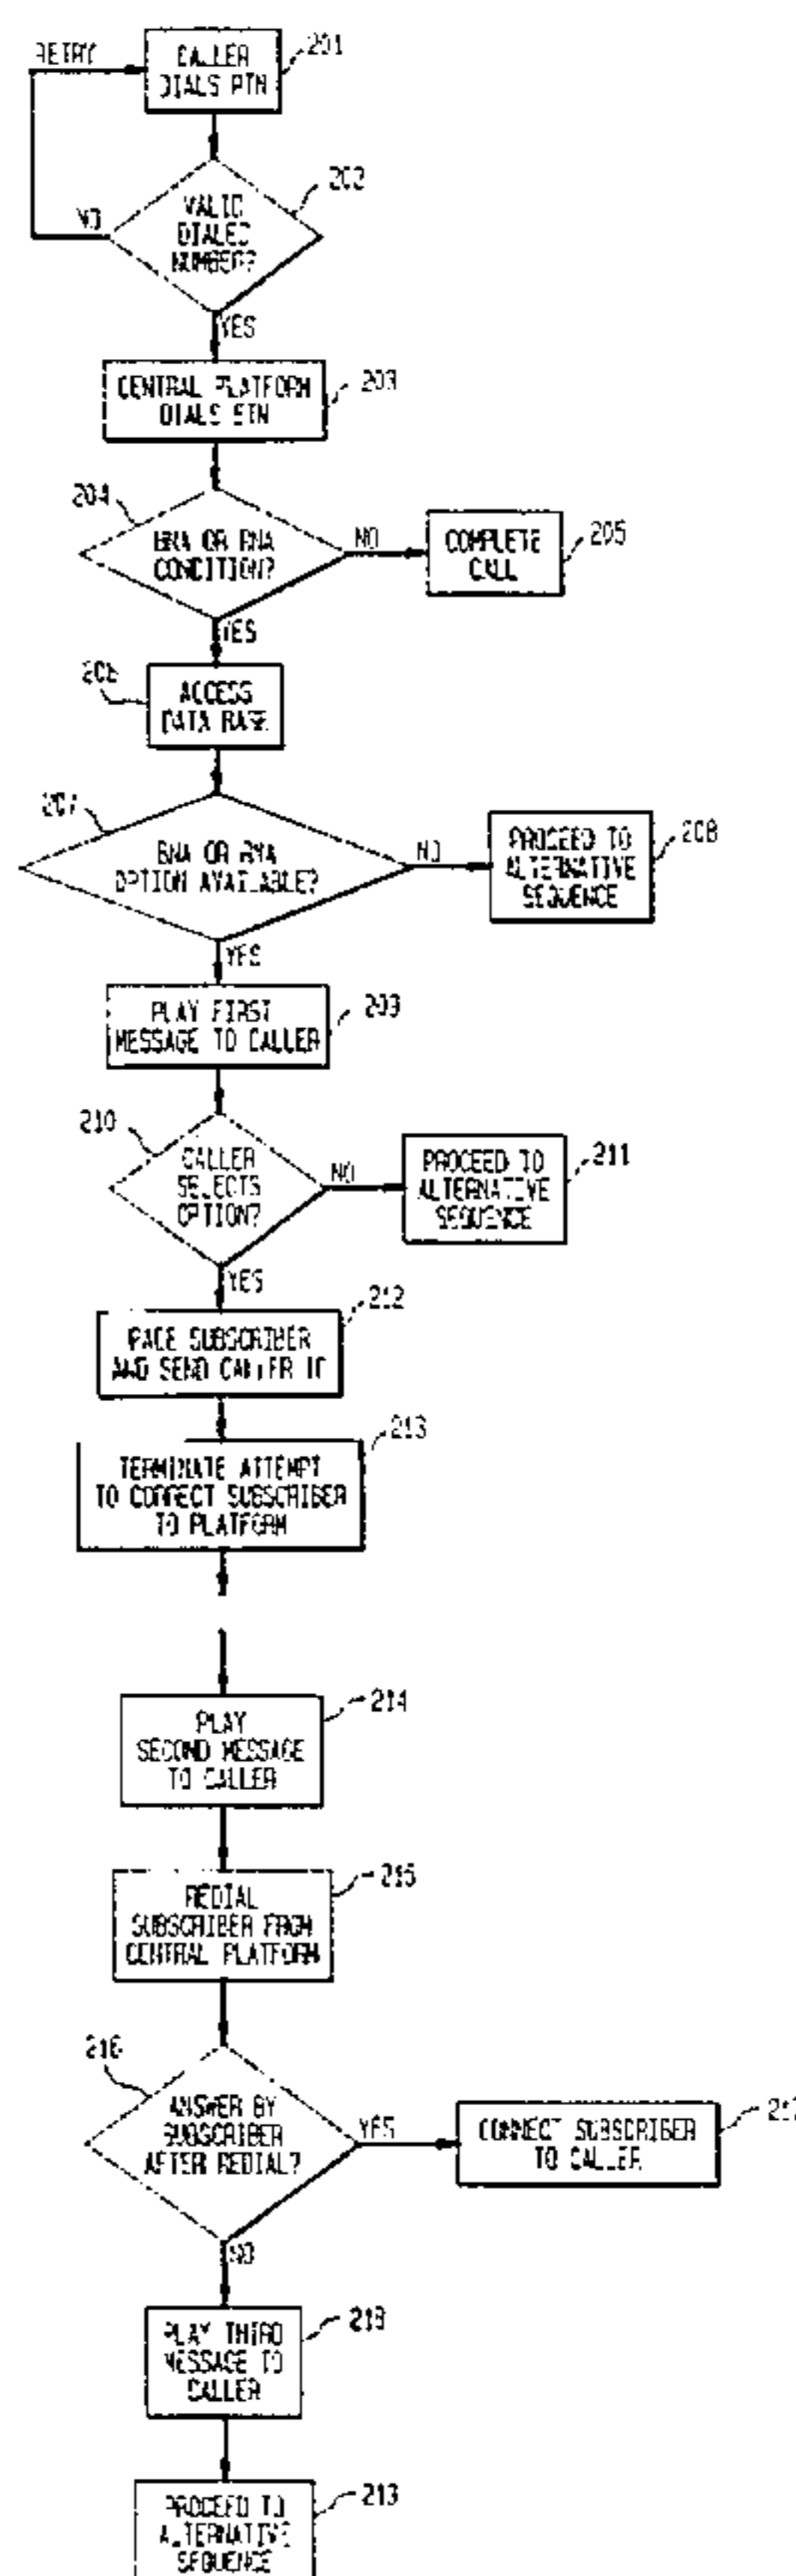 RETRY
CALLER
DIALS PTN
201
VALID
DIALED
NUMBER?
202
NO
YES
CENTRAL PLATFORM
DIALS STN
203
204
BNA OR RNA
CONDITION?
NO
COMPLETE
CALL
205
YES
206
ACCESS
DATA BASE
207
BNA OR RNA
OPTION AVAILABLE?
NO
PROCEED TO
ALTERNATIVE
SEQUENCE
208
YES
PLAY FIRST
MESSAGE TO CALLER
209
210
CALLER
SELECTS
OPTION?
NO
PROCEED TO
ALTERNATIVE
SEQUENCE
211
YES
212
PAGE SUBSCRIBER
AND SEND CALLER ID
213
TERMINATE ATTEMPT
TO CONNECT SUBSCRIBER
TO PLATFORM
214
PLAY
SECOND MESSAGE
TO CALLER
215
REDIAL
SUBSCRIBER FROM
CENTRAL PLATFORM
216
ANSWER BY
SUBSCRIBER
AFTER REDIAL?
YES
CONNECT SUBSCRIBER
TO CALLER
NO
PLAY THIRD
MESSAGE TO
CALLER
PROCEED TO
ALTERNATIVE
SEQUENCE